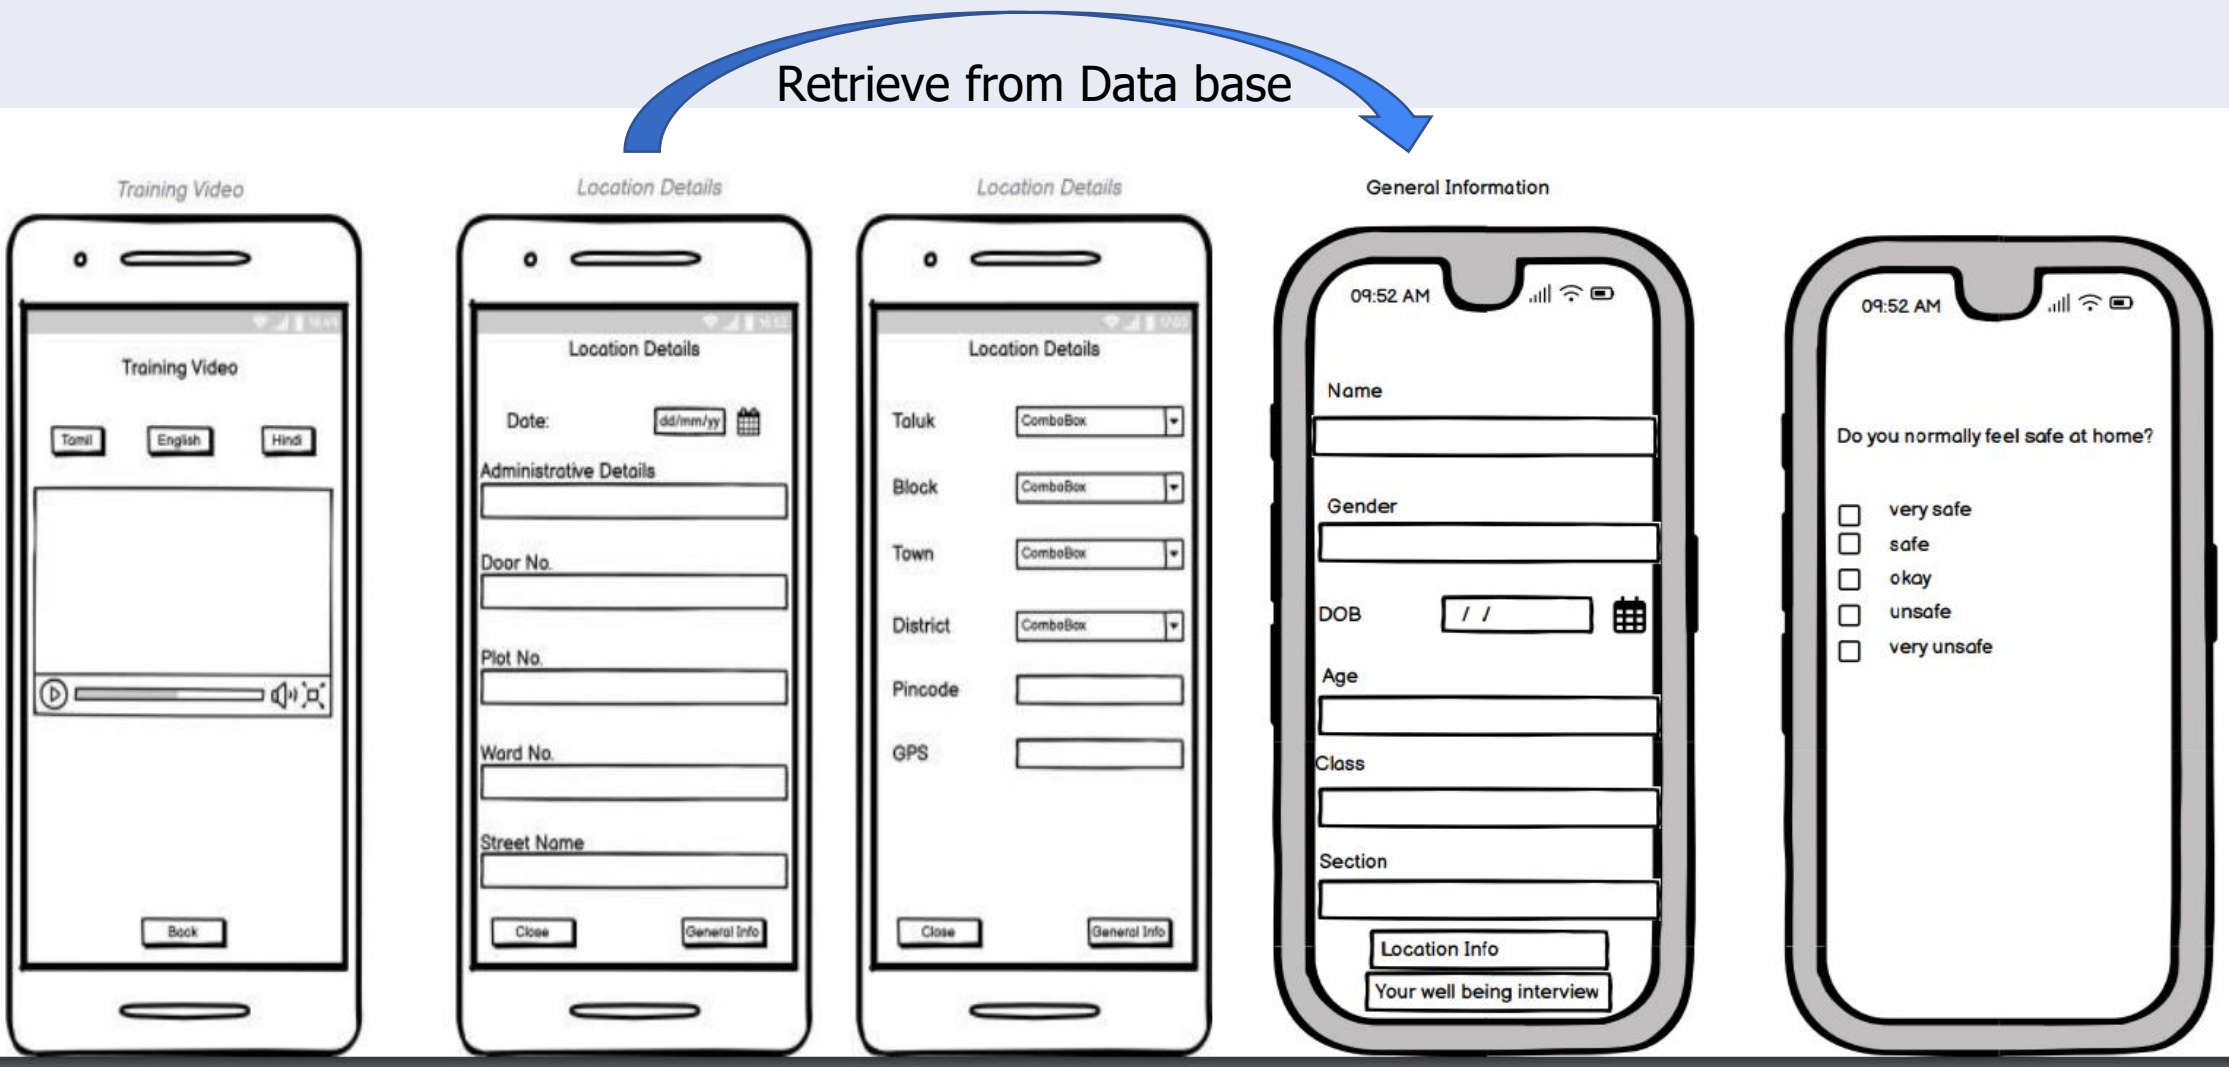 Retrieve from Data base
Training Video
Training Video
Tamil
English
Hindi
Back
Location Details
16:52
Location Details
Date:
dd/mm/yy
Administrative Details
Door No.
Plot No.
Ward No.
Street Name
Close
General Info
Location Details
17:03
Location Details
Taluk
ComboBox
Block
ComboBox
Town
ComboBox
District
ComboBox
Pincode
GPS
Close
General Info
General Information
09:52 AM
Name
Gender
DOB
/ /
Age
Class
Section
Location Info
Your well being interview
09:52 AM
Do you normally feel safe at home?
very safe
safe
okay
unsafe
very unsafe